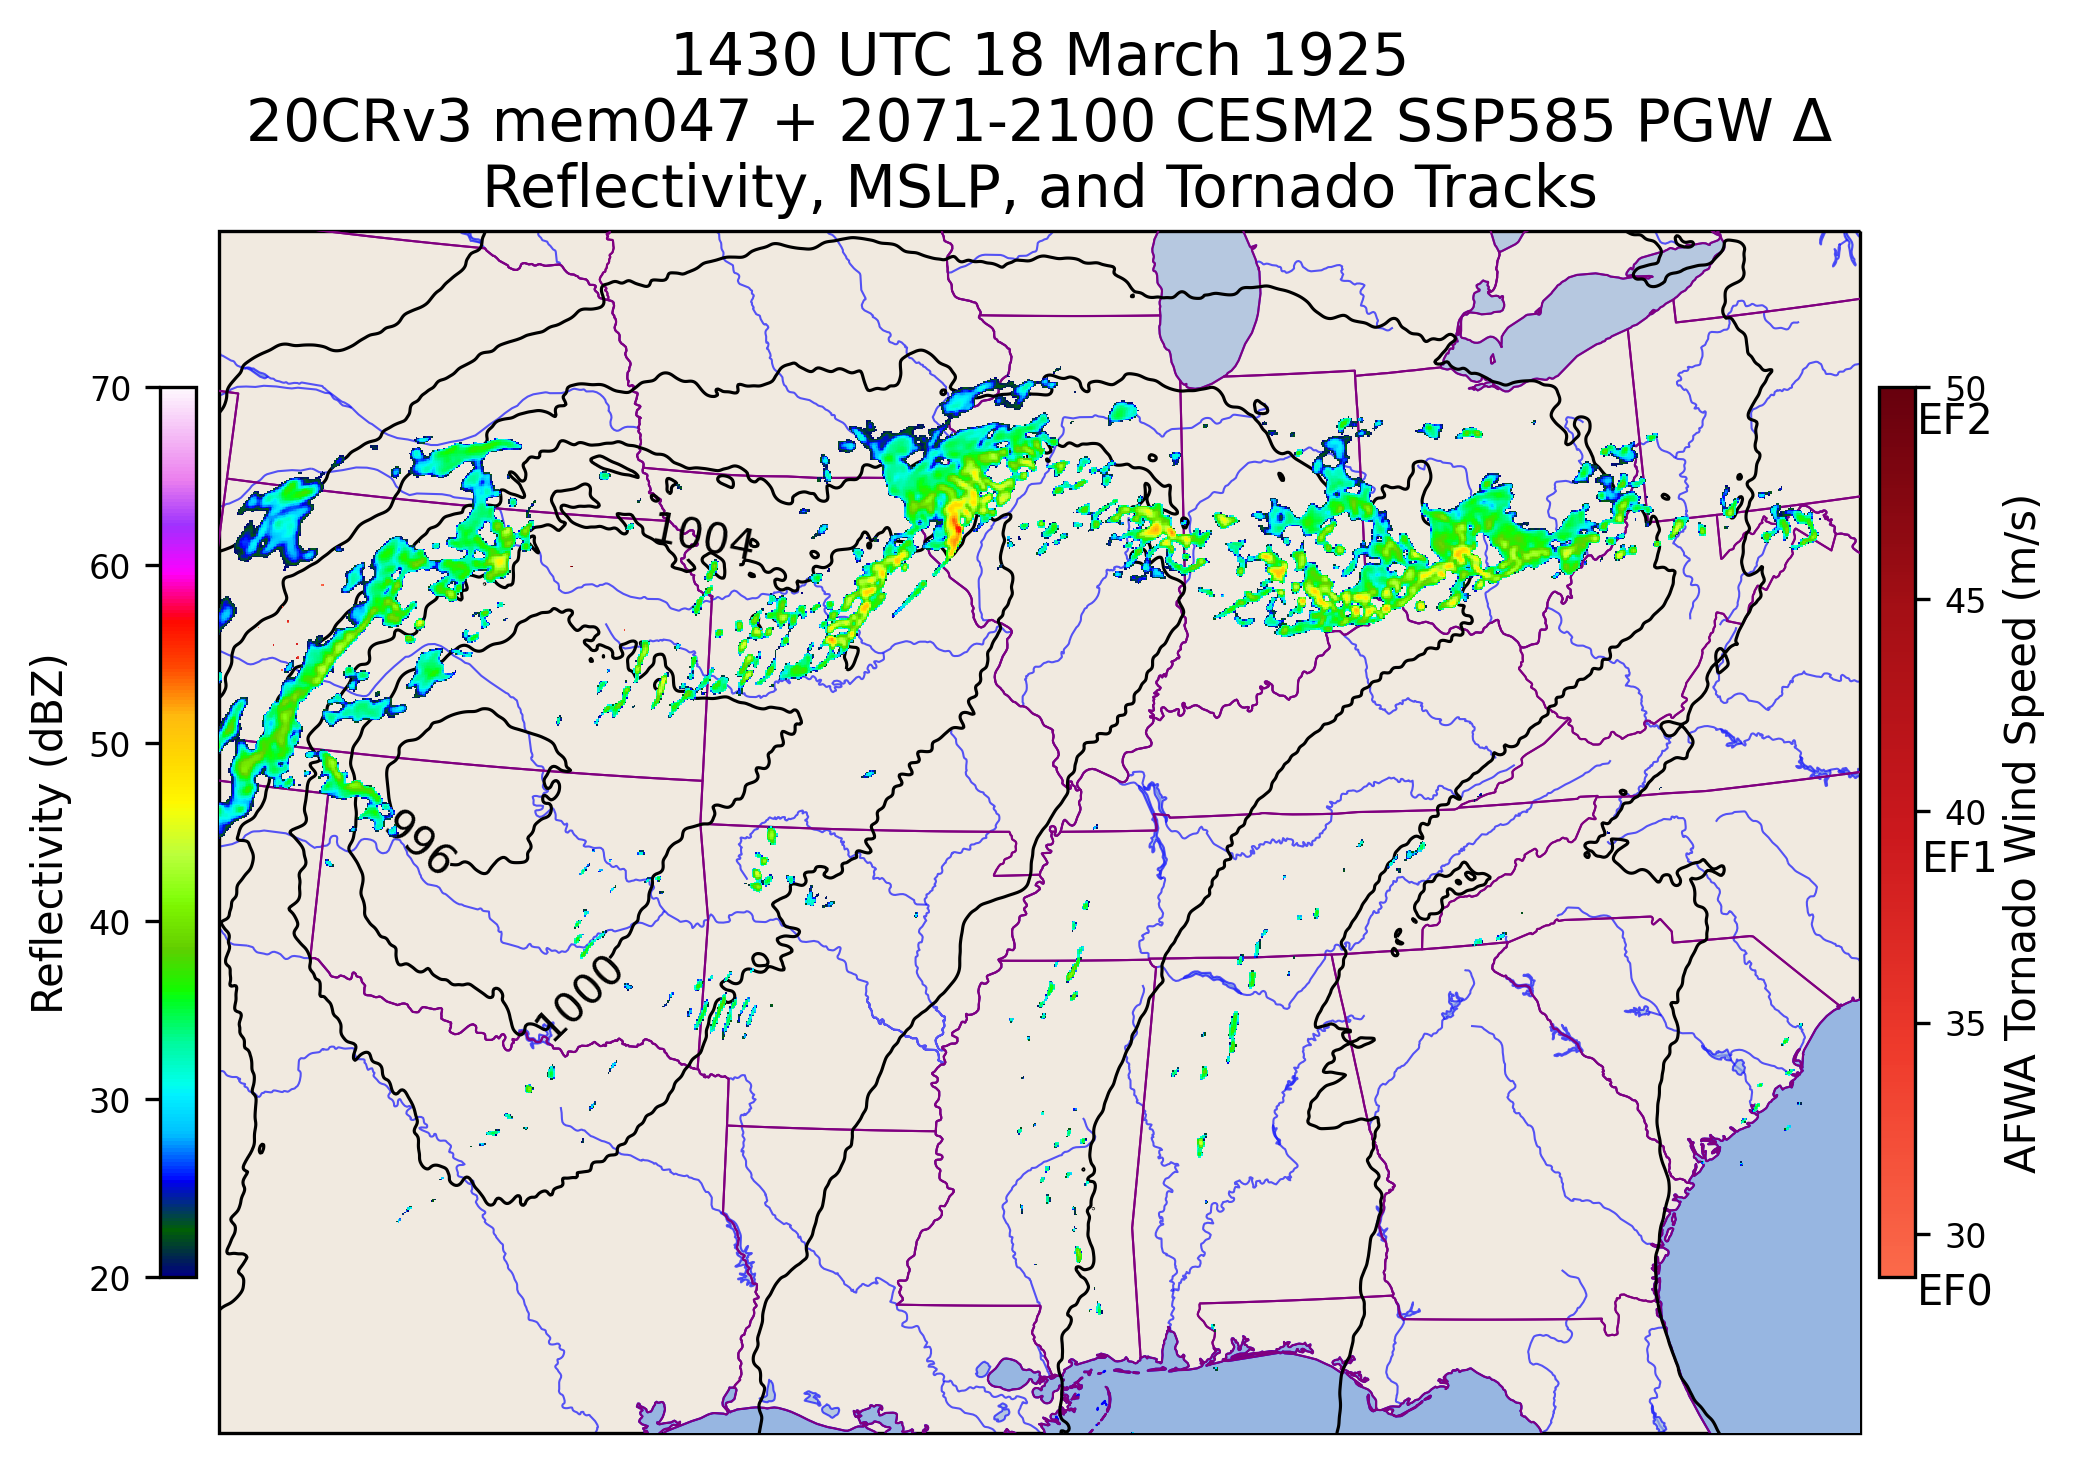 1430 UTC 18 March 1925
20CRv3 mem047 + 2071-2100 CESM2 SSP585 PGW Δ
Reflectivity, MSLP, and Tornado Tracks
70
60
50
40
30
20
Reflectivity (dBZ)
1004
996
1000
50
EF2
45
40
EF1
35
30
EF0
AFWA Tornado Wind Speed (m/s)